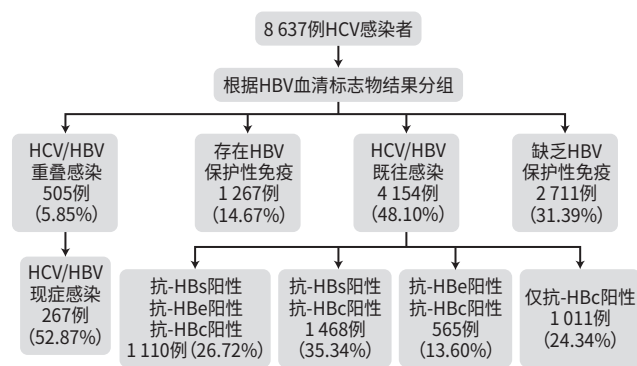 8 637例HCV感染者
根据HBV血清标志物结果分组
HCV/HBV
重叠感染
505例
(5.85%)
存在HBV
保护性免疫
1 267例
(14.67%)
HCV/HBV
既往感染
4 154例
(48.10%)
缺乏HBV
保护性免疫
2 711例
(31.39%)
HCV/HBV
现症感染
267例
(52.87%)
抗-HBs阳性
抗-HBe阳性
抗-HBc阳性
1 110例(26.72%)
抗-HBs阳性
抗-HBc阳性
1 468例
(35.34%)
抗-HBe阳性
抗-HBc阳性
565例
(13.60%)
仅抗-HBc阳性
1 011例
(24.34%)